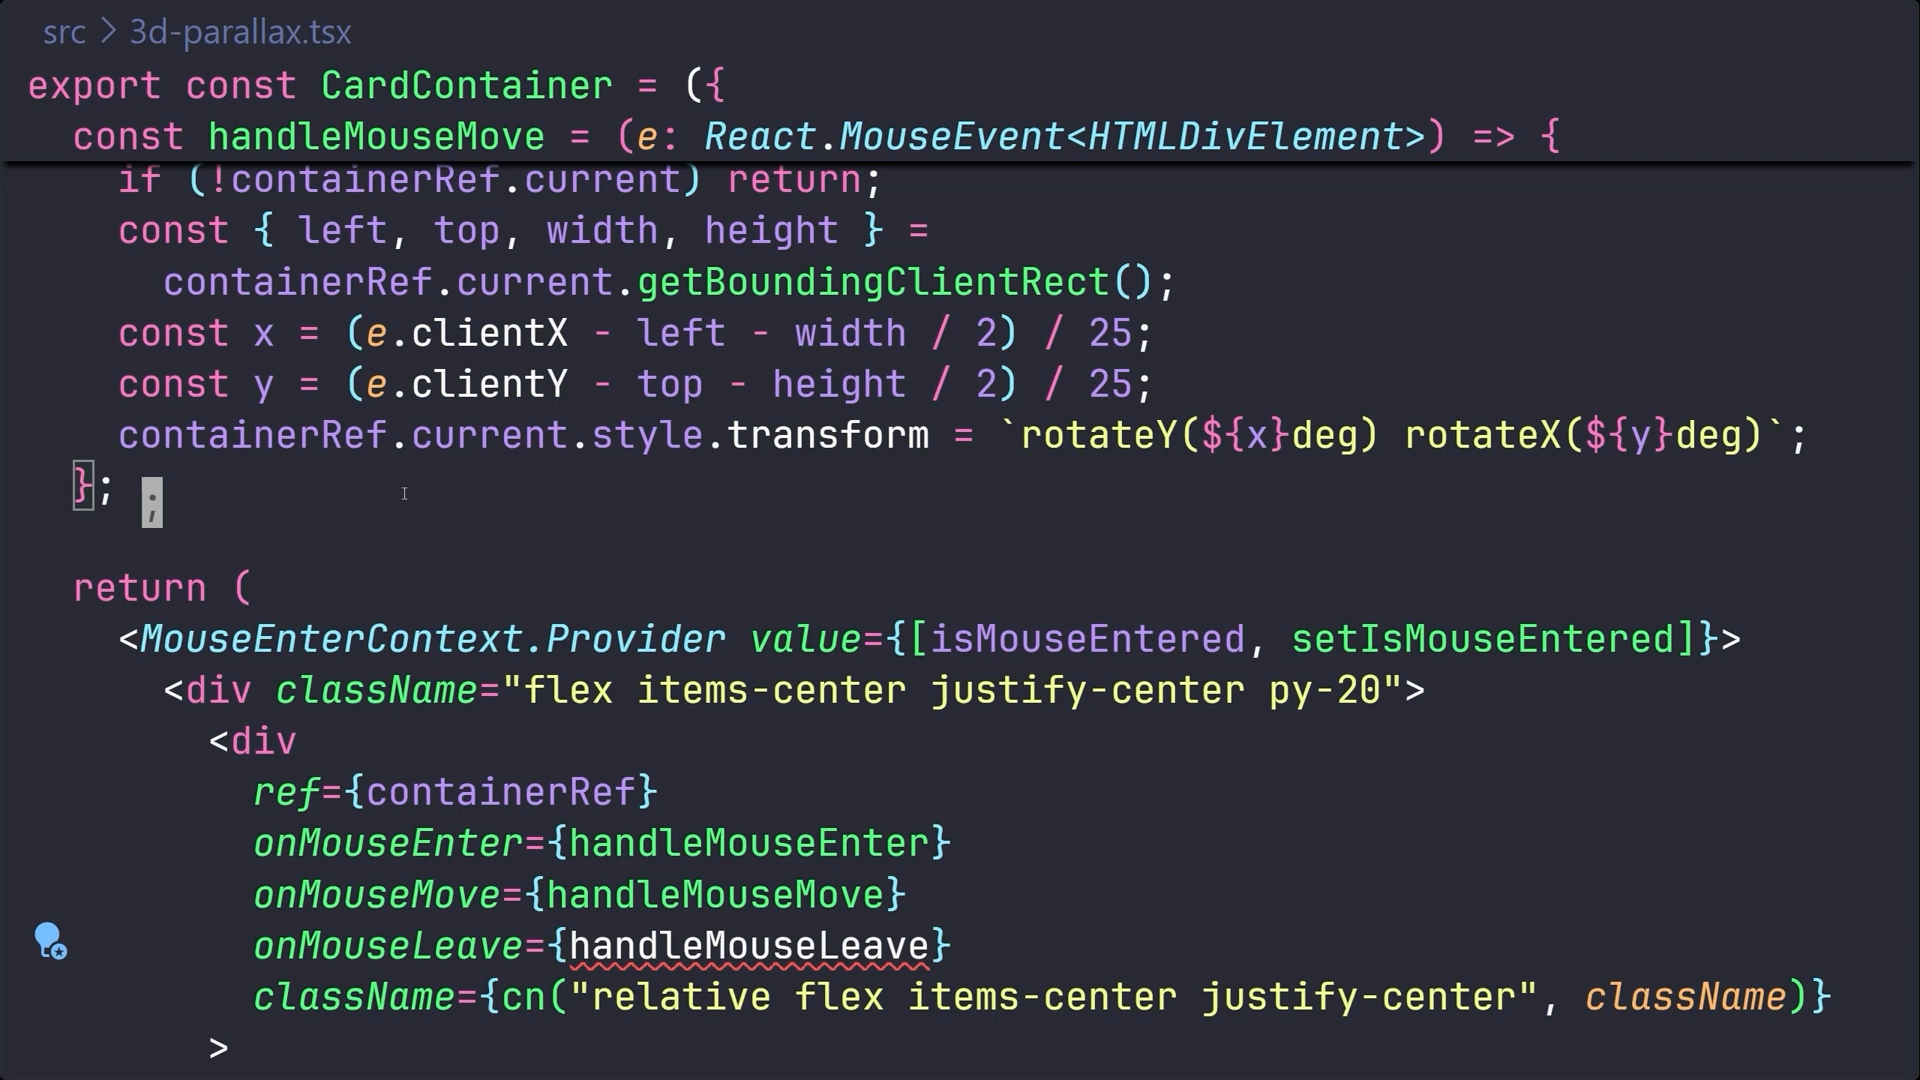 src > 3d-parallax.tsx
export const CardContainer = ({
const handleMouseMove = (e: React.MouseEvent<HTMLDivElement>) => {
if (!containerRef.current) return;
const { left, top, width, height } =
containerRef.current.getBoundingClientRect();
const x = (e.clientX - left - width / 2) / 25;
const y = (e.clientY - top - height / 2) / 25;
containerRef.current.style.transform = `rotateY(${x}deg) rotateX(${y}deg)`;
}; ;
return (
<MouseEnterContext.Provider value={[isMouseEntered, setIsMouseEntered]}>
<div className="flex items-center justify-center py-20">
<div
ref={containerRef}
onMouseEnter={handleMouseEnter}
onMouseMove={handleMouseMove}
onMouseLeave={handleMouseLeave}
className={cn("relative flex items-center justify-center", className)}
>